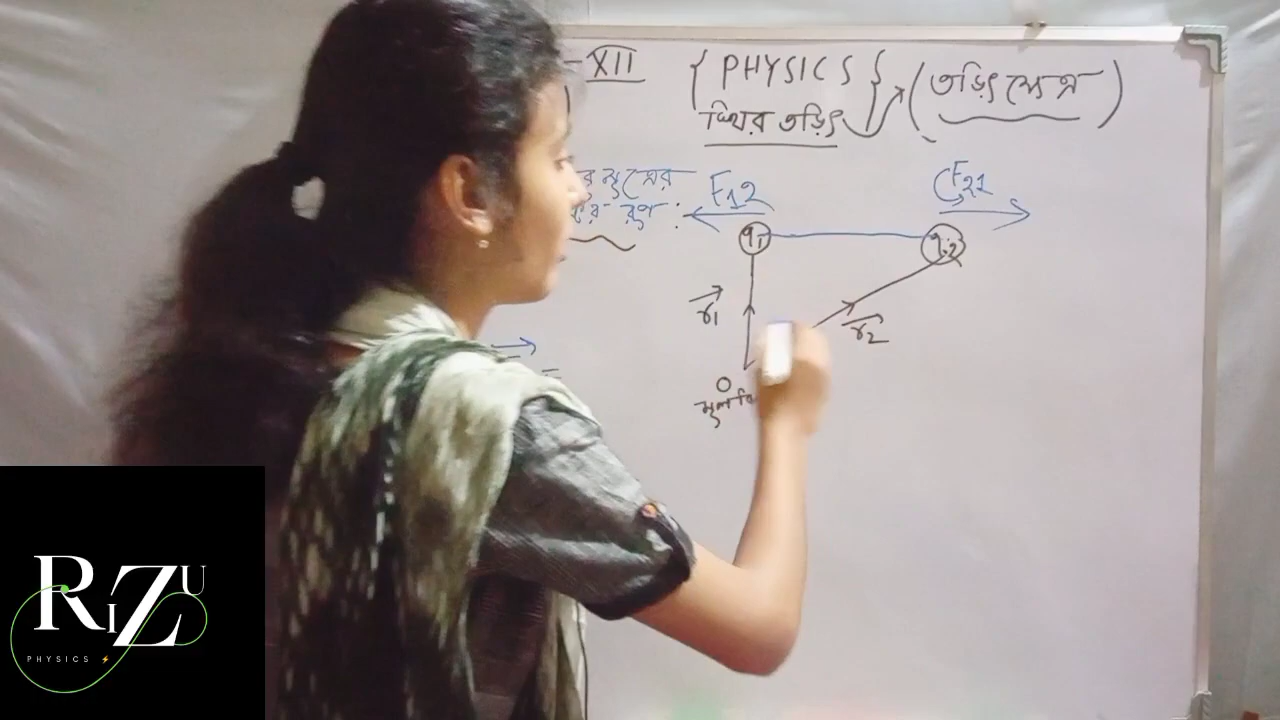 -XII { PHYSICS }
স্থির তড়িৎ → (তড়িৎ ক্ষেত্র)
সূত্রের
রূপ :
F12
F21
q1
q2
r1
r2
O
RiZU
PHYSICS